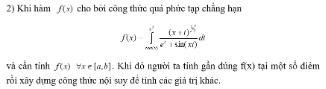 2) Khi hàm f(x) cho bởi công thức quá phức tạp chẳng hạn
f(x) = ∫ (x + t) / (e + sin(xt)) dt
và cần tính f(x) ∀x ∈ [a,b]. Khi đó người ta tính gần đúng f(x) tại một số điểm
rồi xây dựng công thức nội suy để tính các giá trị khác.